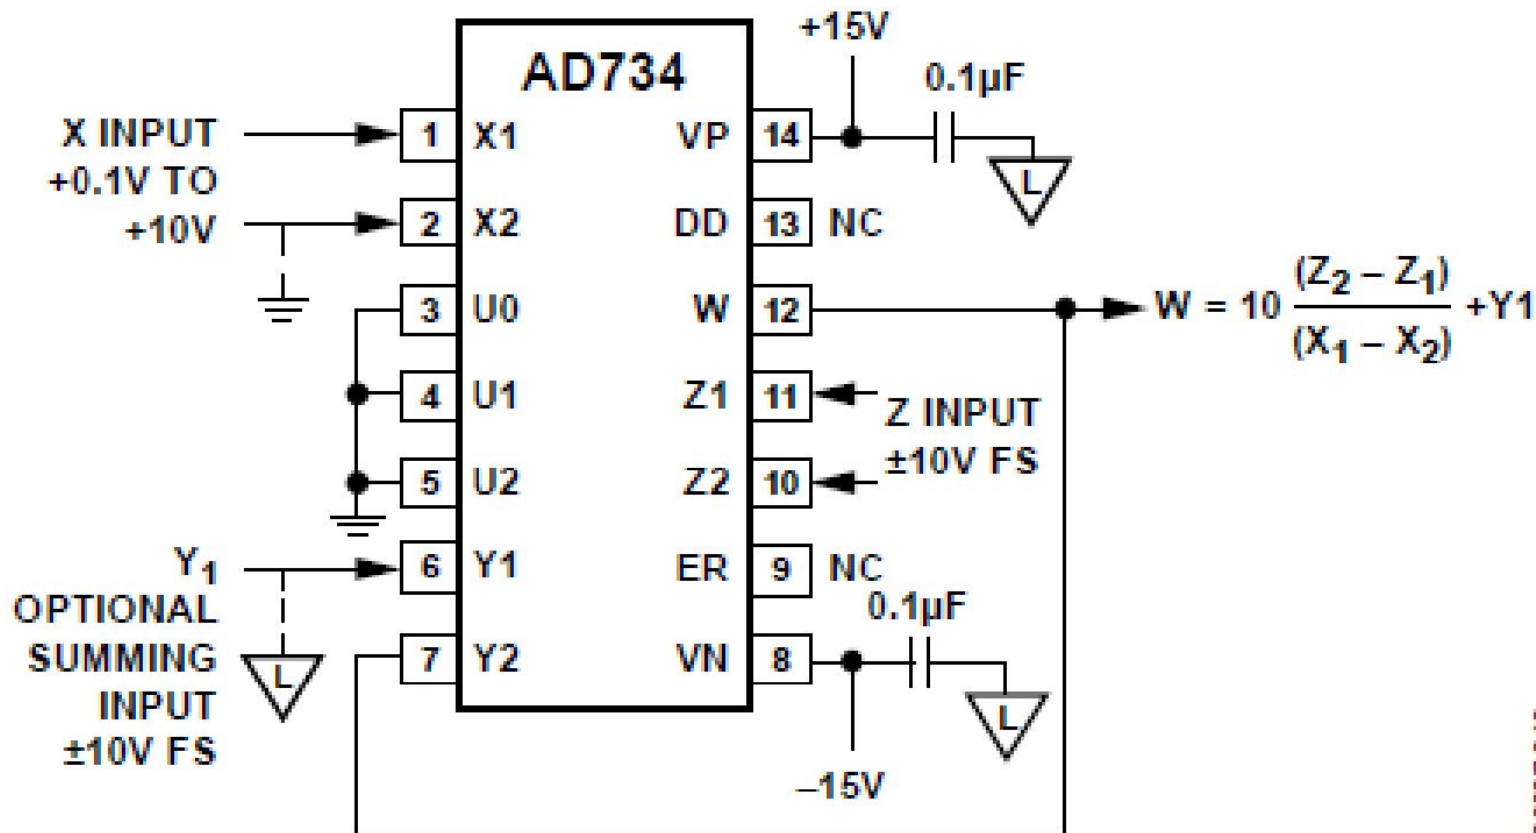 AD734
+15V
0.1µF
X INPUT
+0.1V TO
+10V
1 X1
VP 14
L
2 X2
DD 13 NC
3 U0
W 12
W = 10 (Z2 – Z1) / (X1 – X2) +Y1
4 U1
Z1 11
Z INPUT
±10V FS
5 U2
Z2 10
Y1
OPTIONAL
SUMMING
INPUT
±10V FS
L
6 Y1
ER 9 NC
0.1µF
7 Y2
VN 8
L
–15V